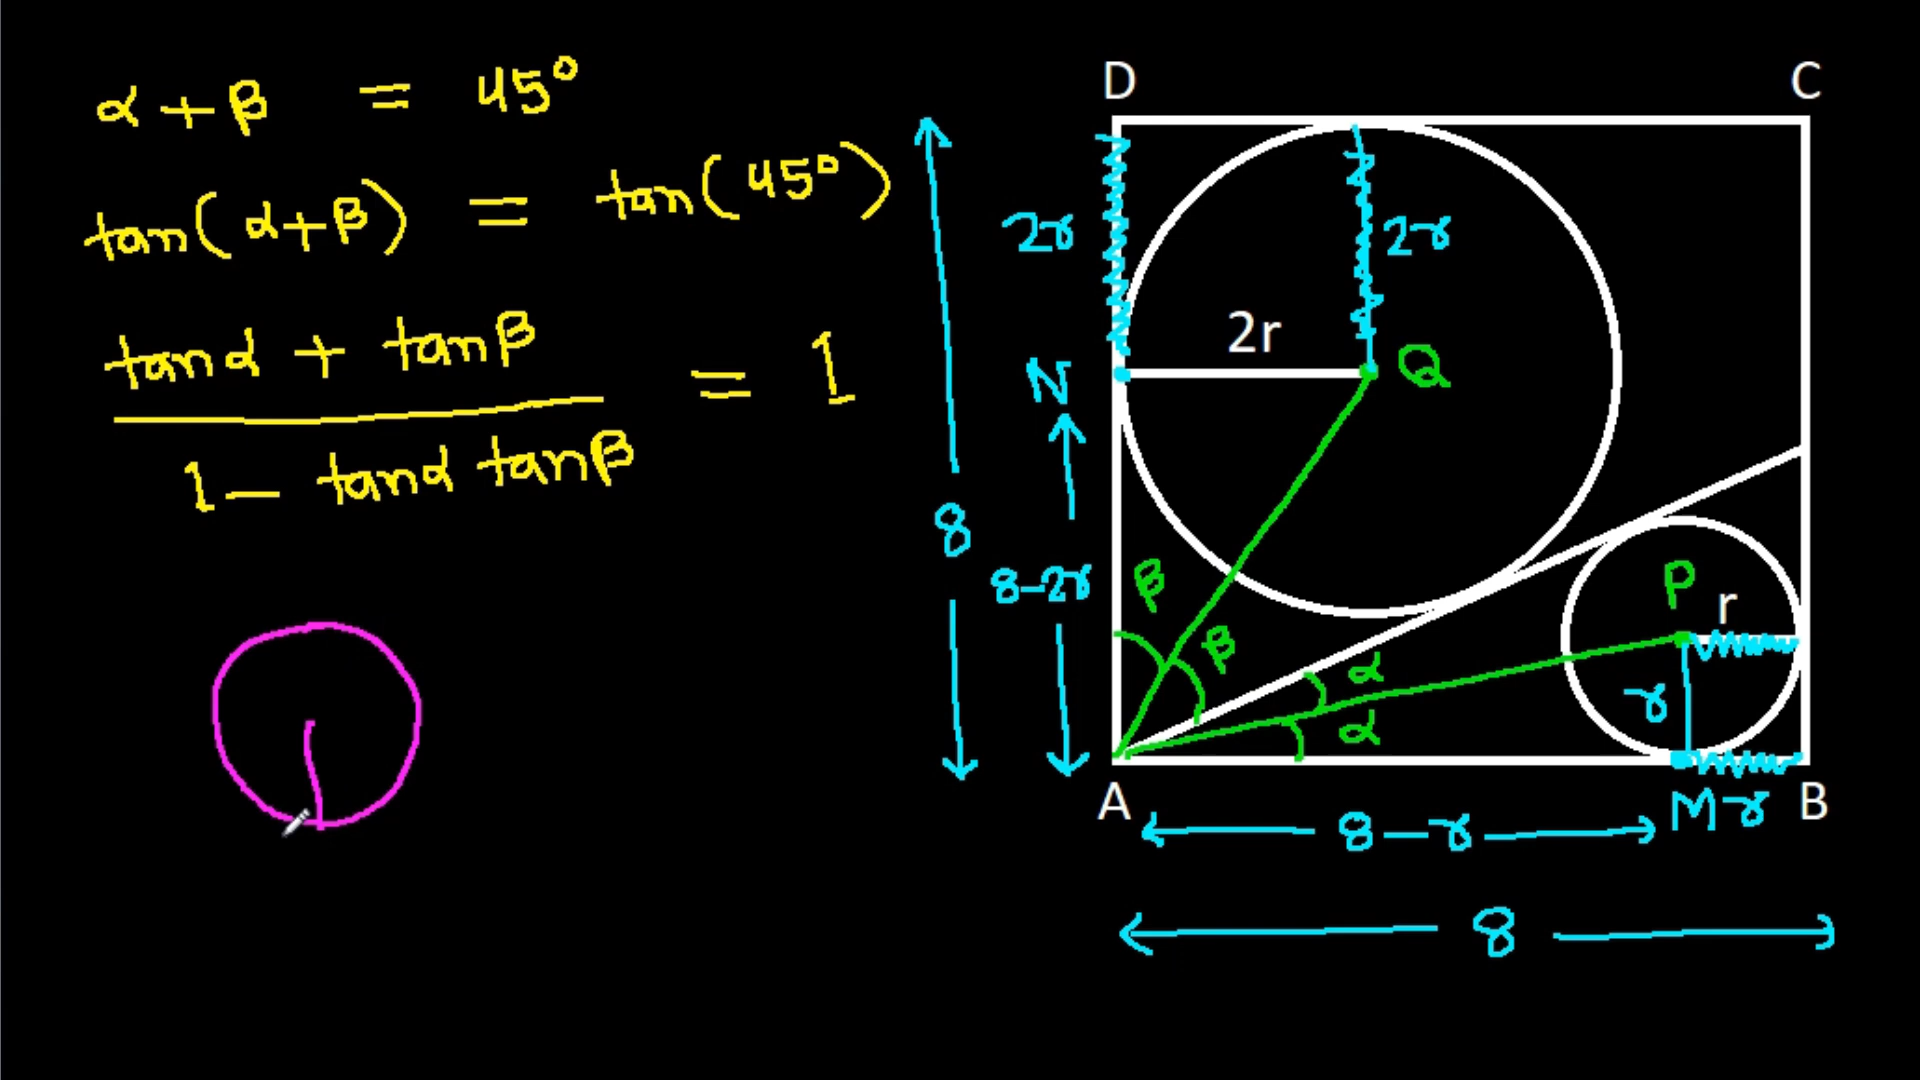 α + β = 45°
tan(α+β) = tan(45°)
tanα + tanβ = 1
1 - tanα tanβ
D
C
2r
2r
2r
N
Q
8
8-2r
β
β
α
α
P
r
r
A
M r B
8-r
8